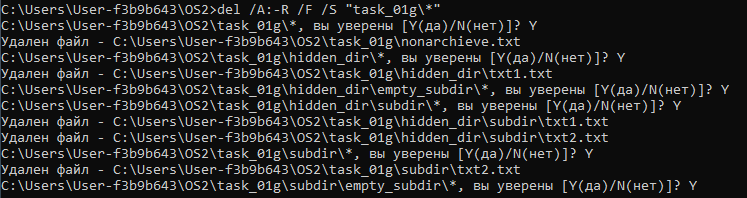 C:\Users\User-f3b9b643\OS2>del /A:-R /F /S "task_01g\*"
C:\Users\User-f3b9b643\OS2\task_01g\*, вы уверены [Y(да)/N(нет)]? Y
Удален файл - C:\Users\User-f3b9b643\OS2\task_01g\nonarchieve.txt
C:\Users\User-f3b9b643\OS2\task_01g\hidden_dir\*, вы уверены [Y(да)/N(нет)]? Y
Удален файл - C:\Users\User-f3b9b643\OS2\task_01g\hidden_dir\txt1.txt
C:\Users\User-f3b9b643\OS2\task_01g\hidden_dir\empty_subdir\*, вы уверены [Y(да)/N(нет)]? Y
C:\Users\User-f3b9b643\OS2\task_01g\hidden_dir\subdir\*, вы уверены [Y(да)/N(нет)]? Y
Удален файл - C:\Users\User-f3b9b643\OS2\task_01g\hidden_dir\subdir\txt1.txt
Удален файл - C:\Users\User-f3b9b643\OS2\task_01g\hidden_dir\subdir\txt2.txt
C:\Users\User-f3b9b643\OS2\task_01g\subdir\*, вы уверены [Y(да)/N(нет)]? Y
Удален файл - C:\Users\User-f3b9b643\OS2\task_01g\subdir\txt2.txt
C:\Users\User-f3b9b643\OS2\task_01g\subdir\empty_subdir\*, вы уверены [Y(да)/N(нет)]? Y